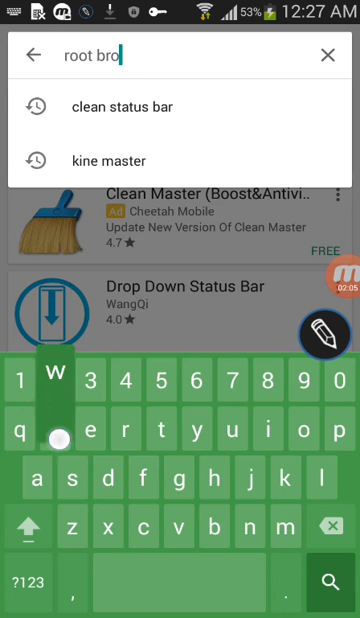 53% 12:27 AM
root bro
clean status bar
kine master
Clean Master (Boost&Antivi..
Ad Cheetah Mobile
Update New Version Of Clean Master
4.7★
FREE
02:05
Drop Down Status Bar
WangQi
4.0★
W
1 3 4 5 6 7 8 9 0
q e r t y u i o p
a s d f g h j k l
z x c v b n m
?123 , .